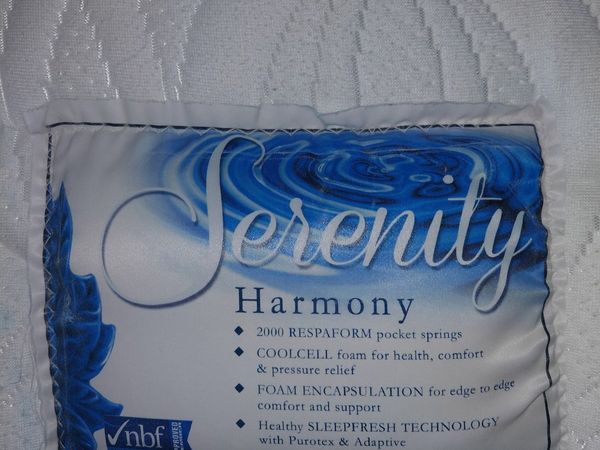 Serenity
Harmony
◆ 2000 RESPAFORM pocket springs
◆ COOLCELL foam for health, comfort
& pressure relief
◆ FOAM ENCAPSULATION for edge to edge
comfort and support
◆ Healthy SLEEPFRESH TECHNOLOGY
with Purotex & Adaptive
✓nbf
APPROVED